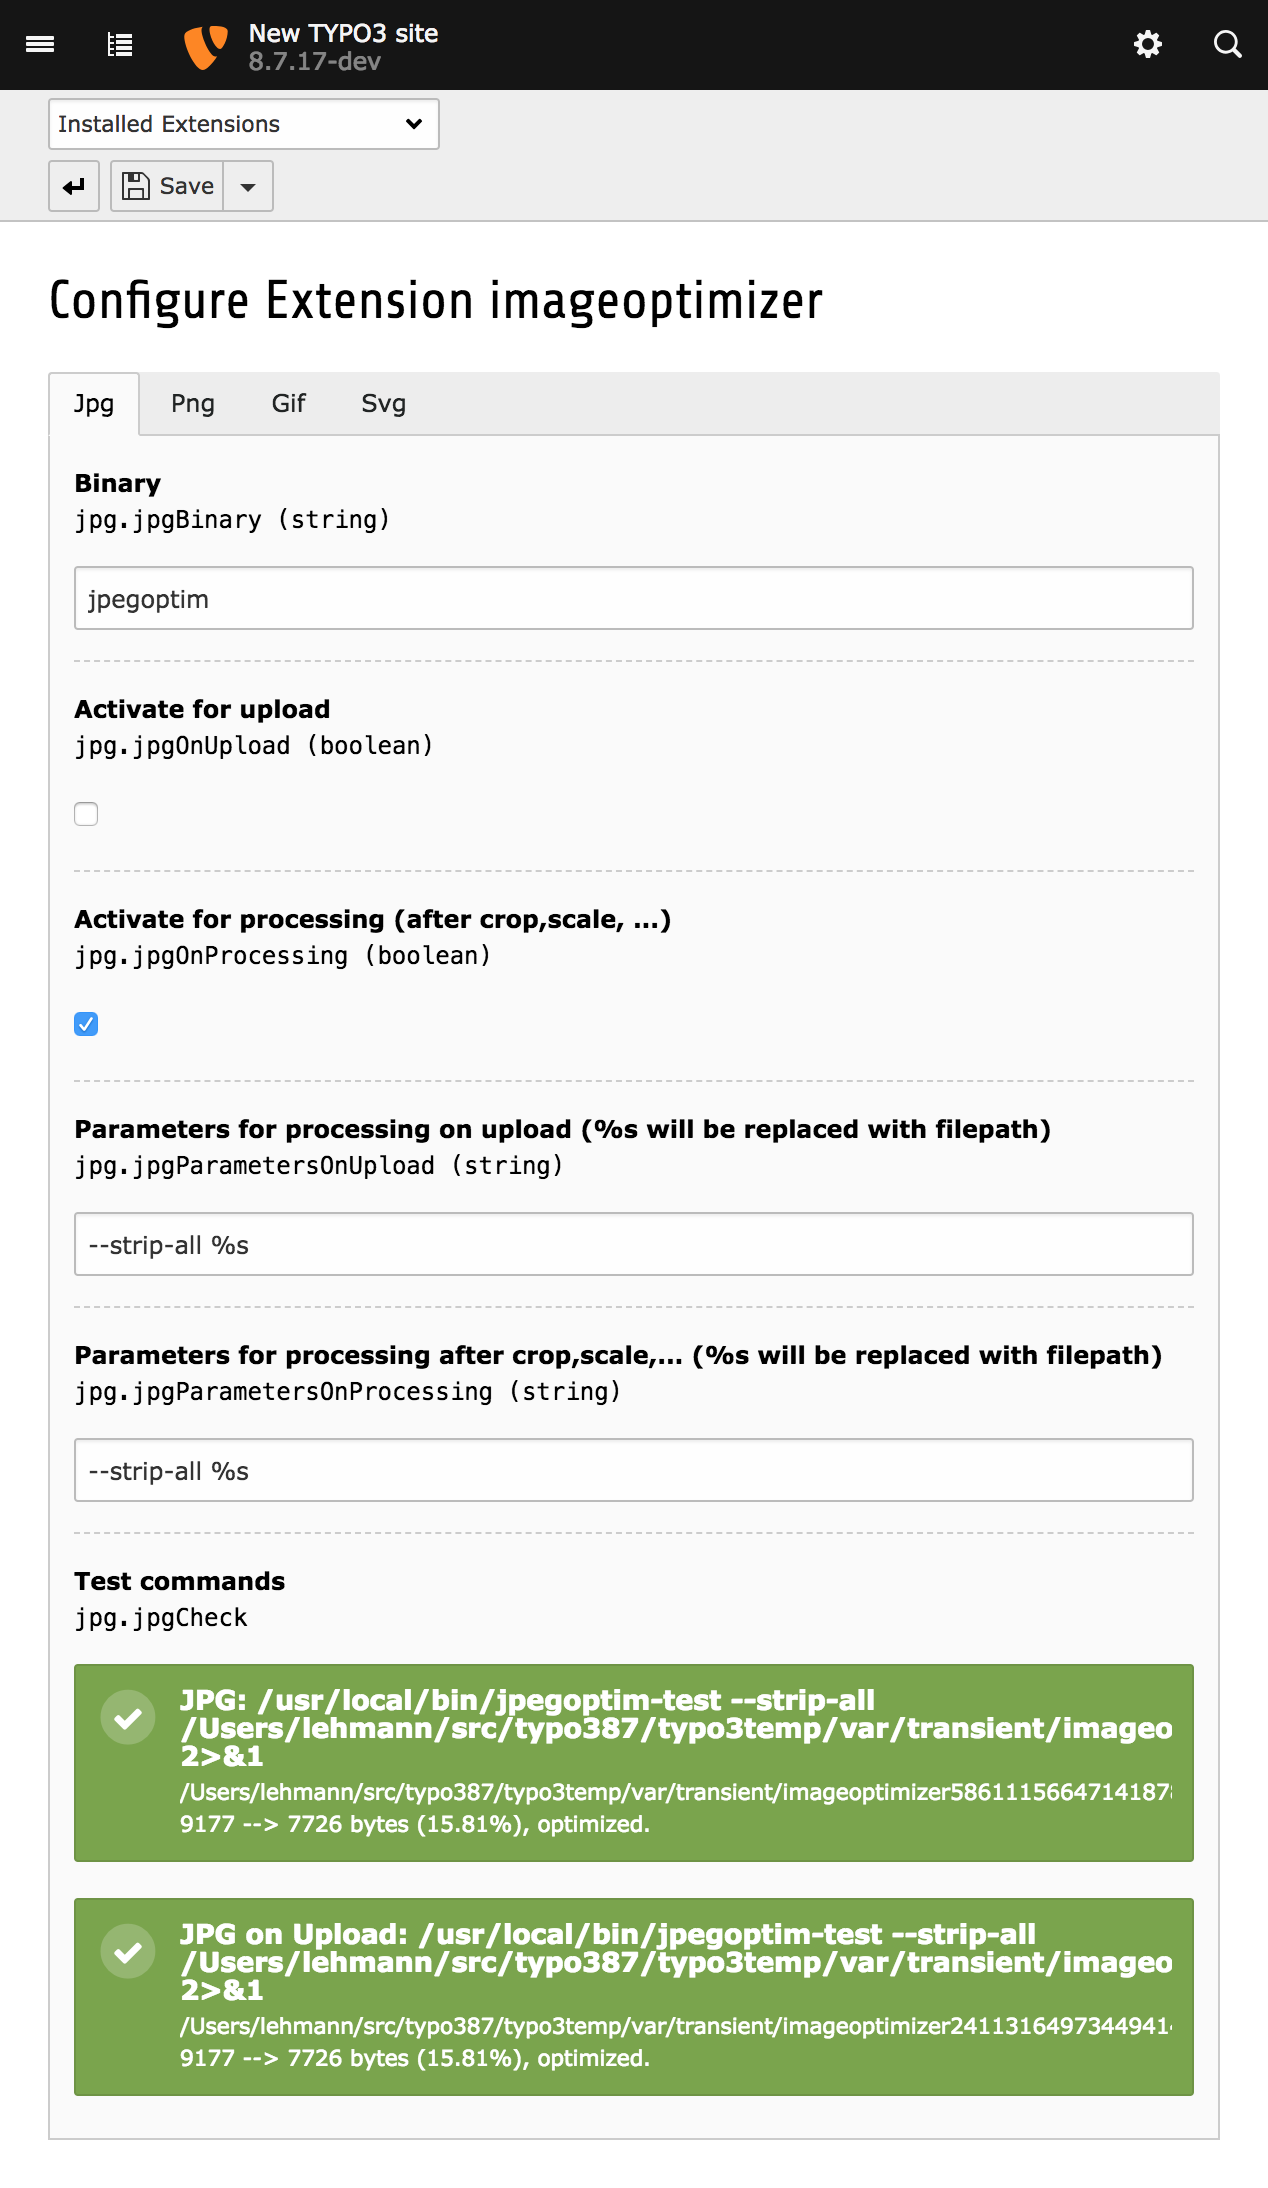 New TYPO3 site
8.7.17-dev
Installed Extensions
Save
Configure Extension imageoptimizer
Jpg Png Gif Svg
Binary
jpg.jpgBinary (string)
jpegoptim
Activate for upload
jpg.jpgOnUpload (boolean)
Activate for processing (after crop,scale, ...)
jpg.jpgOnProcessing (boolean)
Parameters for processing on upload (%s will be replaced with filepath)
jpg.jpgParametersOnUpload (string)
--strip-all %s
Parameters for processing after crop,scale,... (%s will be replaced with filepath)
jpg.jpgParametersOnProcessing (string)
--strip-all %s
Test commands
jpg.jpgCheck
JPG: /usr/local/bin/jpegoptim-test --strip-all
/Users/lehmann/src/typo387/typo3temp/var/transient/imageo
2>&1
/Users/lehmann/src/typo387/typo3temp/var/transient/imageoptimizer58611156647141878
9177 --> 7726 bytes (15.81%), optimized.
JPG on Upload: /usr/local/bin/jpegoptim-test --strip-all
/Users/lehmann/src/typo387/typo3temp/var/transient/imageo
2>&1
/Users/lehmann/src/typo387/typo3temp/var/transient/imageoptimizer24113164973449414
9177 --> 7726 bytes (15.81%), optimized.